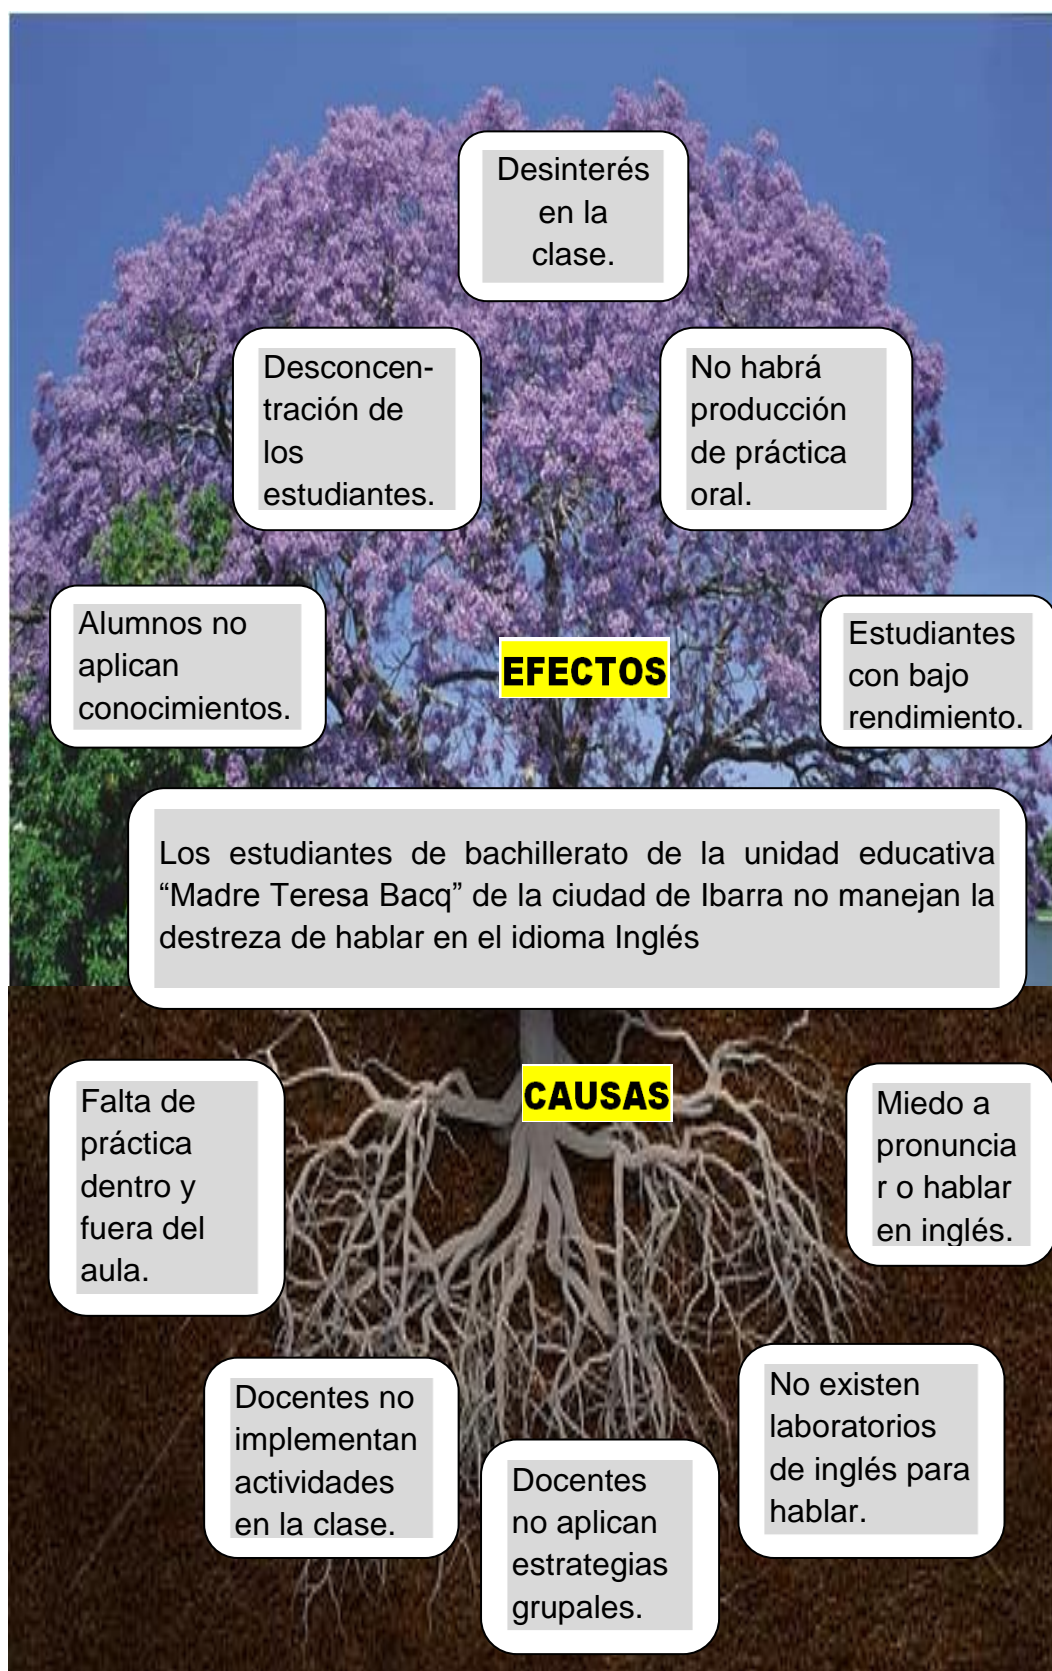 Desinterés
en la
clase.
Desconcen-
tración de
los
estudiantes.
No habrá
producción
de práctica
oral.
Alumnos no
aplican
conocimientos.
EFECTOS
Estudiantes
con bajo
rendimiento.
Los estudiantes de bachillerato de la unidad educativa
“Madre Teresa Bacq” de la ciudad de Ibarra no manejan la
destreza de hablar en el idioma Inglés
CAUSAS
Falta de
práctica
dentro y
fuera del
aula.
Miedo a
pronuncia
r o hablar
en inglés.
Docentes no
implementan
actividades
en la clase.
Docentes
no aplican
estrategias
grupales.
No existen
laboratorios
de inglés para
hablar.